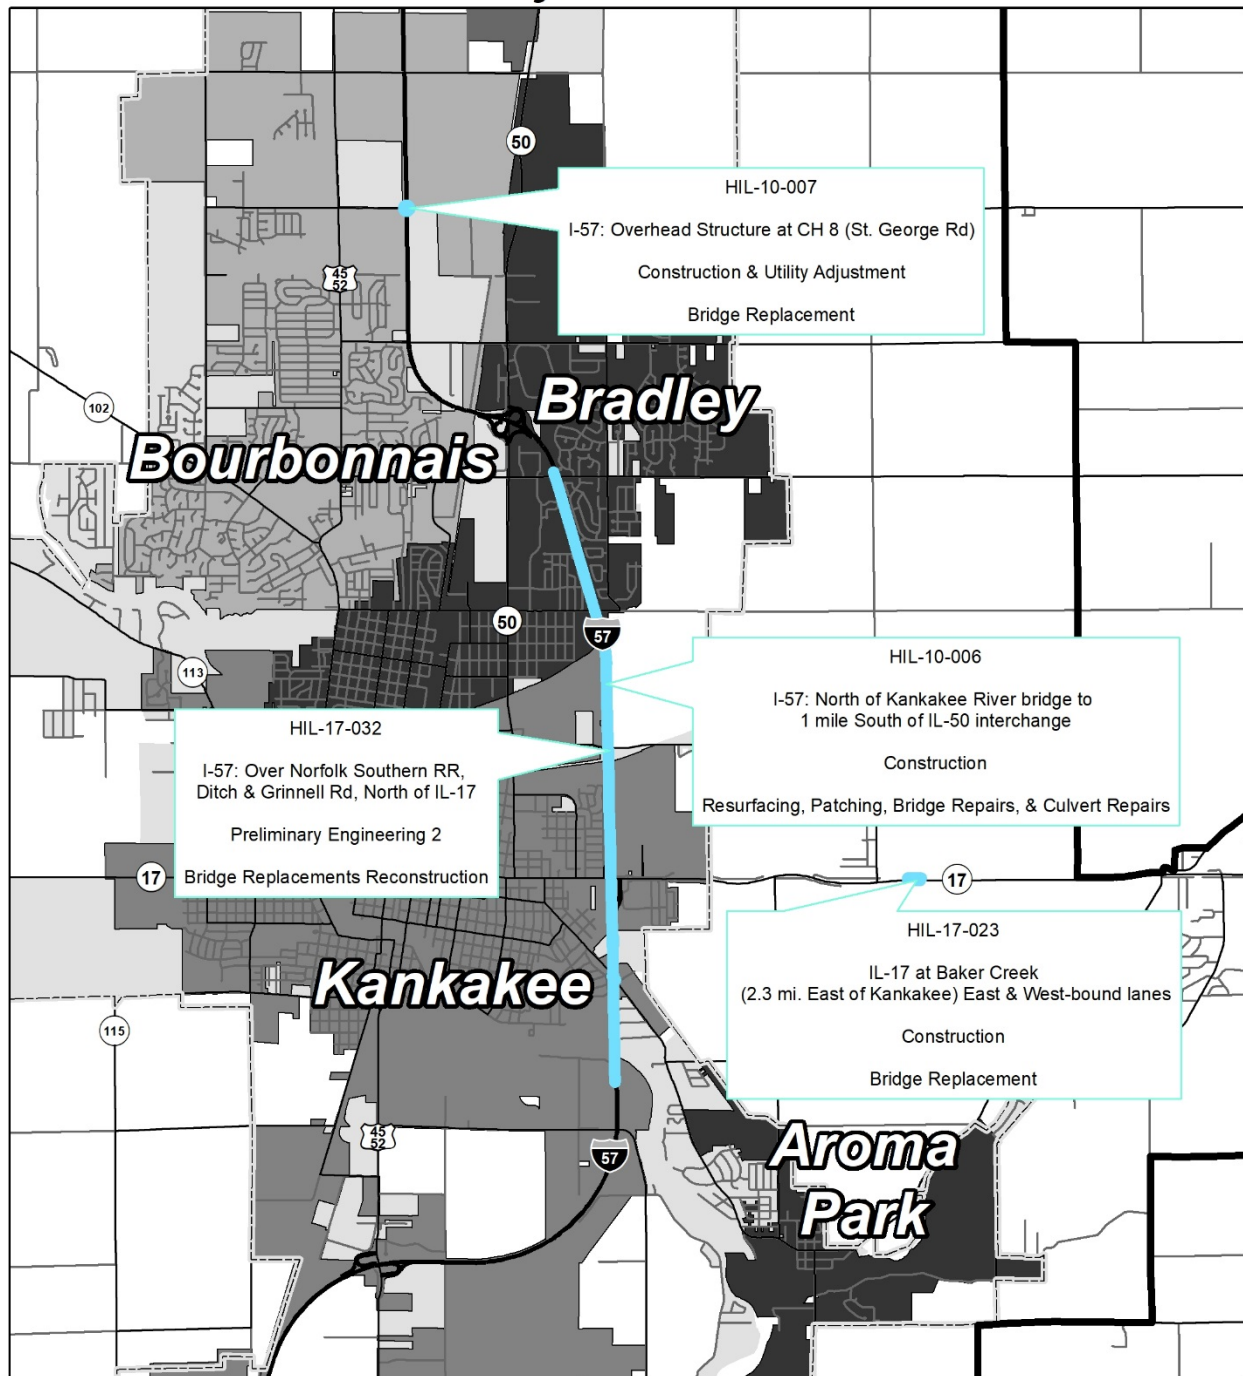 50
HIL-10-007
I-57: Overhead Structure at CH 8 (St. George Rd)
Construction & Utility Adjustment
Bridge Replacement
45
52
102
Bradley
Bourbonnais
50
57
113
HIL-10-006
I-57: North of Kankakee River bridge to
1 mile South of IL-50 interchange
Construction
Resurfacing, Patching, Bridge Repairs, & Culvert Repairs
HIL-17-032
I-57: Over Norfolk Southern RR,
Ditch & Grinnell Rd, North of IL-17
Preliminary Engineering 2
Bridge Replacements Reconstruction
17
17
HIL-17-023
IL-17 at Baker Creek
(2.3 mi. East of Kankakee) East & West-bound lanes
Construction
Bridge Replacement
Kankakee
115
45
52
57
Aroma
Park